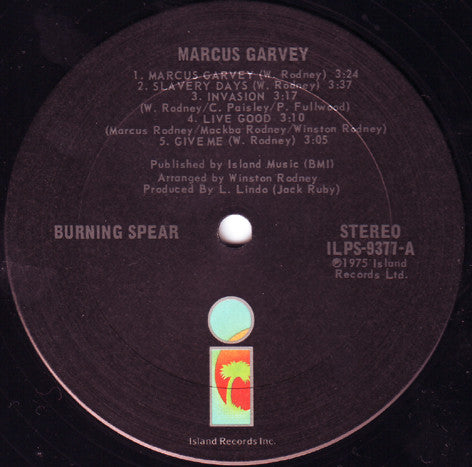 MARCUS GARVEY
1. MARCUS GARVEY (W. Rodney) 3:24
2. SLAVERY DAYS (W. Rodney) 3:37
3. INVASION 3:17
(W. Rodney/C. Paisley/P. Fullwood)
4. LIVE GOOD 3:10
(Marcus Rodney/Mackba Rodney/Winston Rodney)
5. GIVE ME (W. Rodney) 3:05
Published by Island Music (BMI)
Arranged by Winston Rodney
Produced By L. Lindo (Jack Ruby)
BURNING SPEAR
STEREO
ILPS-9377-A
℗1975 Island
Records Ltd.
i
Island Records Inc.